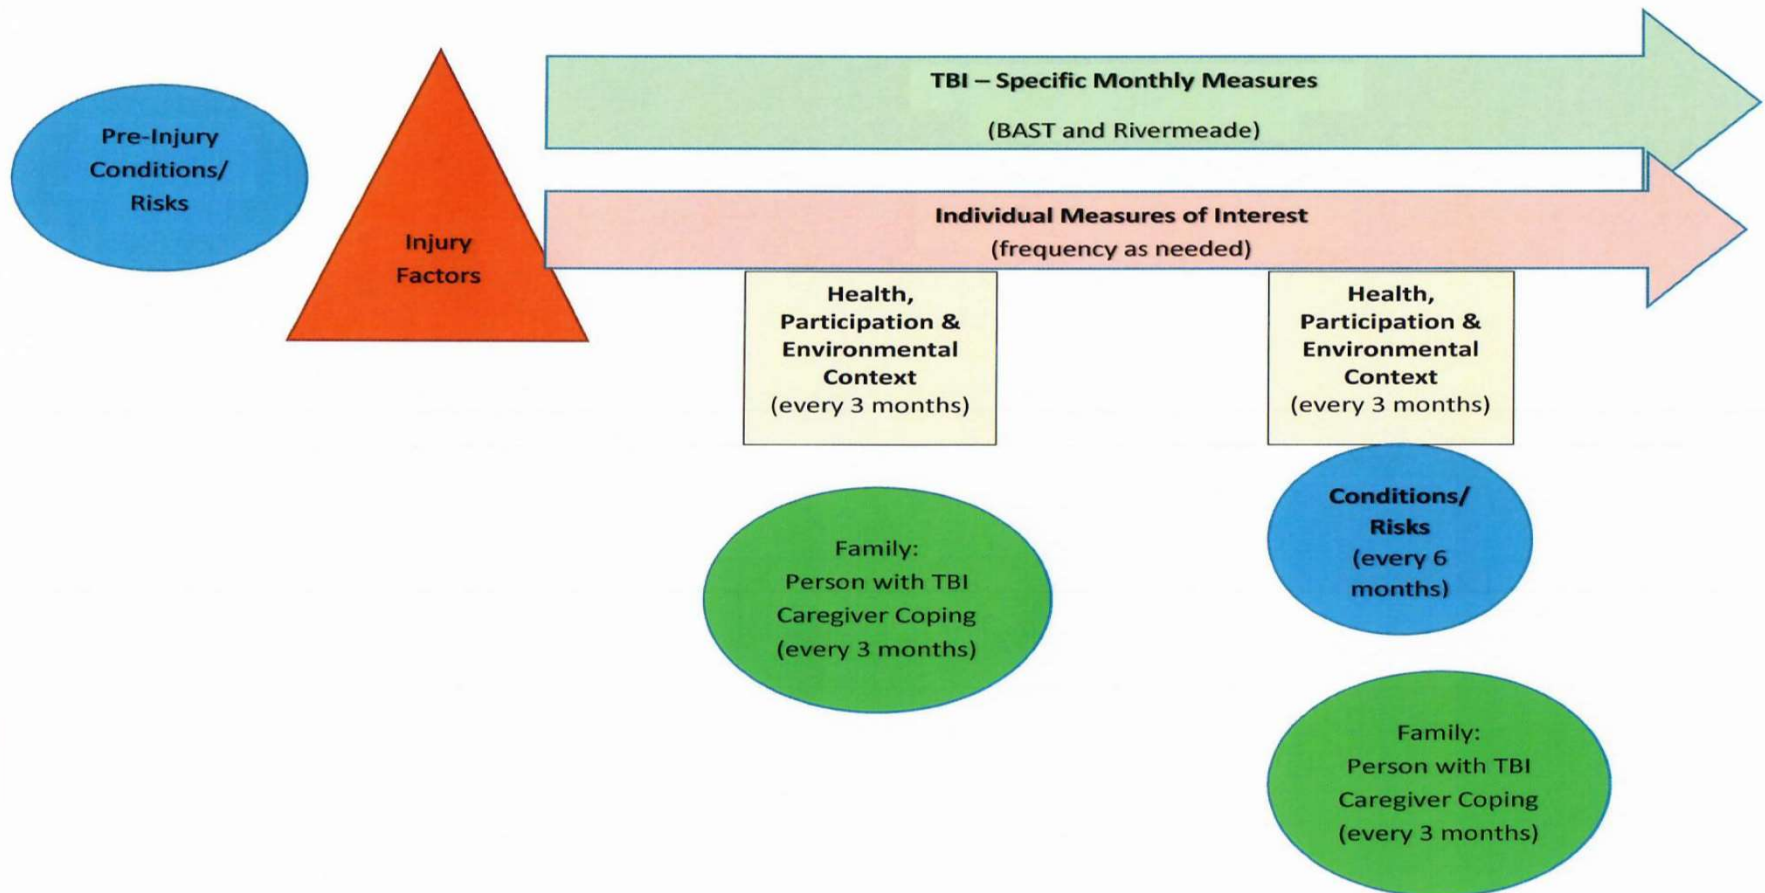 Pre-Injury
Conditions/
Risks
Injury
Factors
TBI – Specific Monthly Measures
(BAST and Rivermeade)
Individual Measures of Interest
(frequency as needed)
Health,
Participation &
Environmental
Context
(every 3 months)
Family:
Person with TBI
Caregiver Coping
(every 3 months)
Health,
Participation &
Environmental
Context
(every 3 months)
Conditions/
Risks
(every 6
months)
Family:
Person with TBI
Caregiver Coping
(every 3 months)